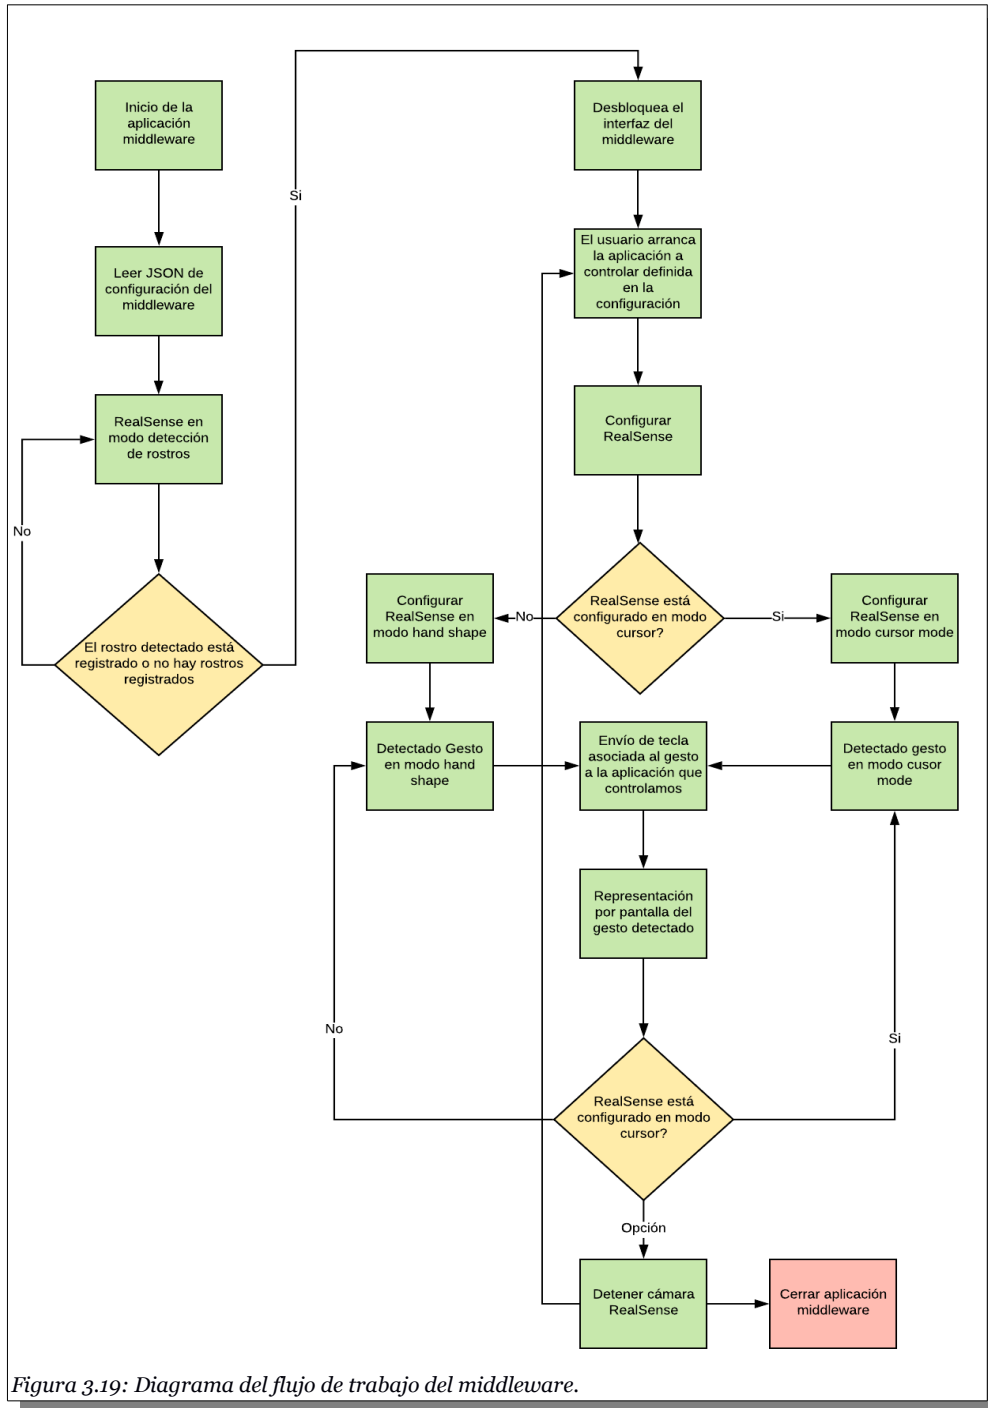 Inicio de la
aplicación
middleware
Leer JSON de
configuración del
middleware
RealSense en
modo detección
de rostros
No
El rostro detectado está
registrado o no hay rostros
registrados
Si
Desbloquea el
interfaz del
middleware
El usuario arranca
la aplicación a
controlar definida
en la
configuración
Configurar
RealSense
RealSense está
configurado en modo
cursor?
No
Si
Configurar
RealSense en
modo hand shape
Configurar
RealSense en
modo cursor mode
Detectado Gesto
en modo hand
shape
Envío de tecla
asociada al gesto
a la aplicación que
controlamos
Detectado gesto
en modo cusor
mode
Representación
por pantalla del
gesto detectado
No
Si
RealSense está
configurado en modo
cursor?
Opción
Detener cámara
RealSense
Cerrar aplicación
middleware
Figura 3.19: Diagrama del flujo de trabajo del middleware.